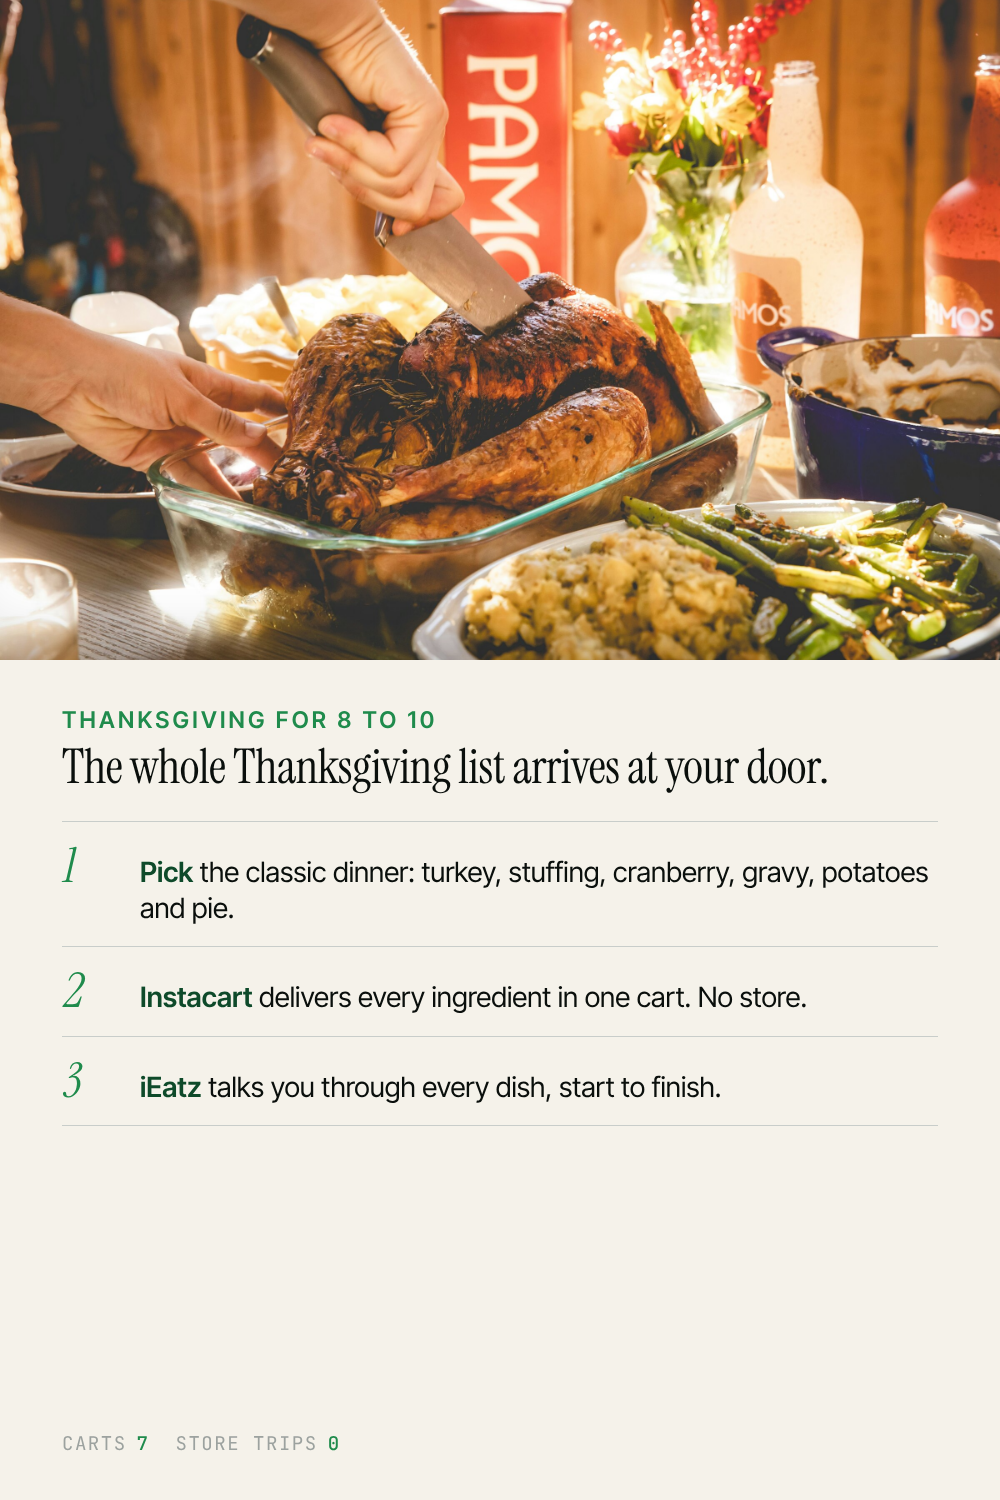 PAMO
AMOS
AMOS
THANKSGIVING FOR 8 TO 10
The whole Thanksgiving list arrives at your door.
1
Pick the classic dinner: turkey, stuffing, cranberry, gravy, potatoes
and pie.
2
Instacart delivers every ingredient in one cart. No store.
3
iEatz talks you through every dish, start to finish.
CARTS 7 STORE TRIPS 0